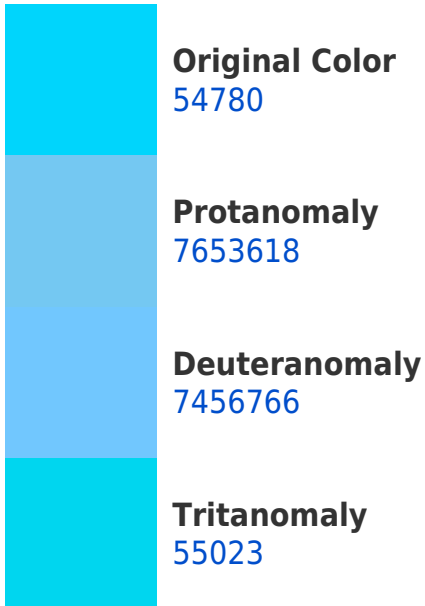 Original Color
54780
Protanomaly
7653618
Deuteranomaly
7456766
Tritanomaly
55023